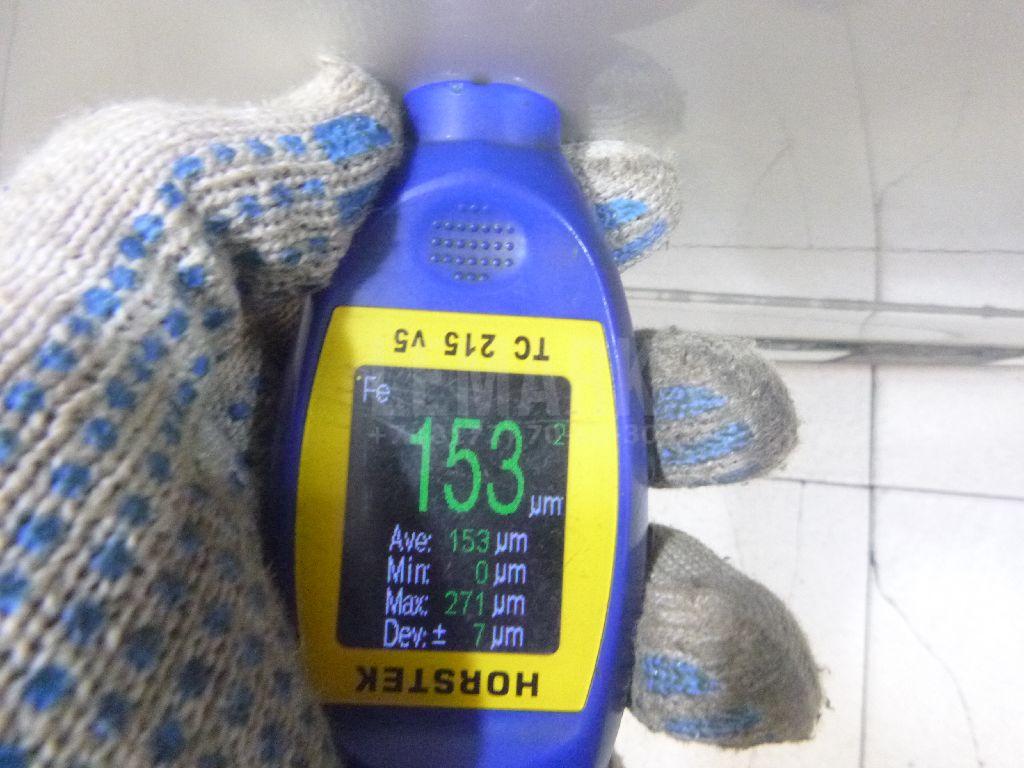 TC 215 v5
Fe
2
153 µm
Ave: 153 µm
Min: 0 µm
Max: 271 µm
Dev: ± 7 µm
HORSTEK